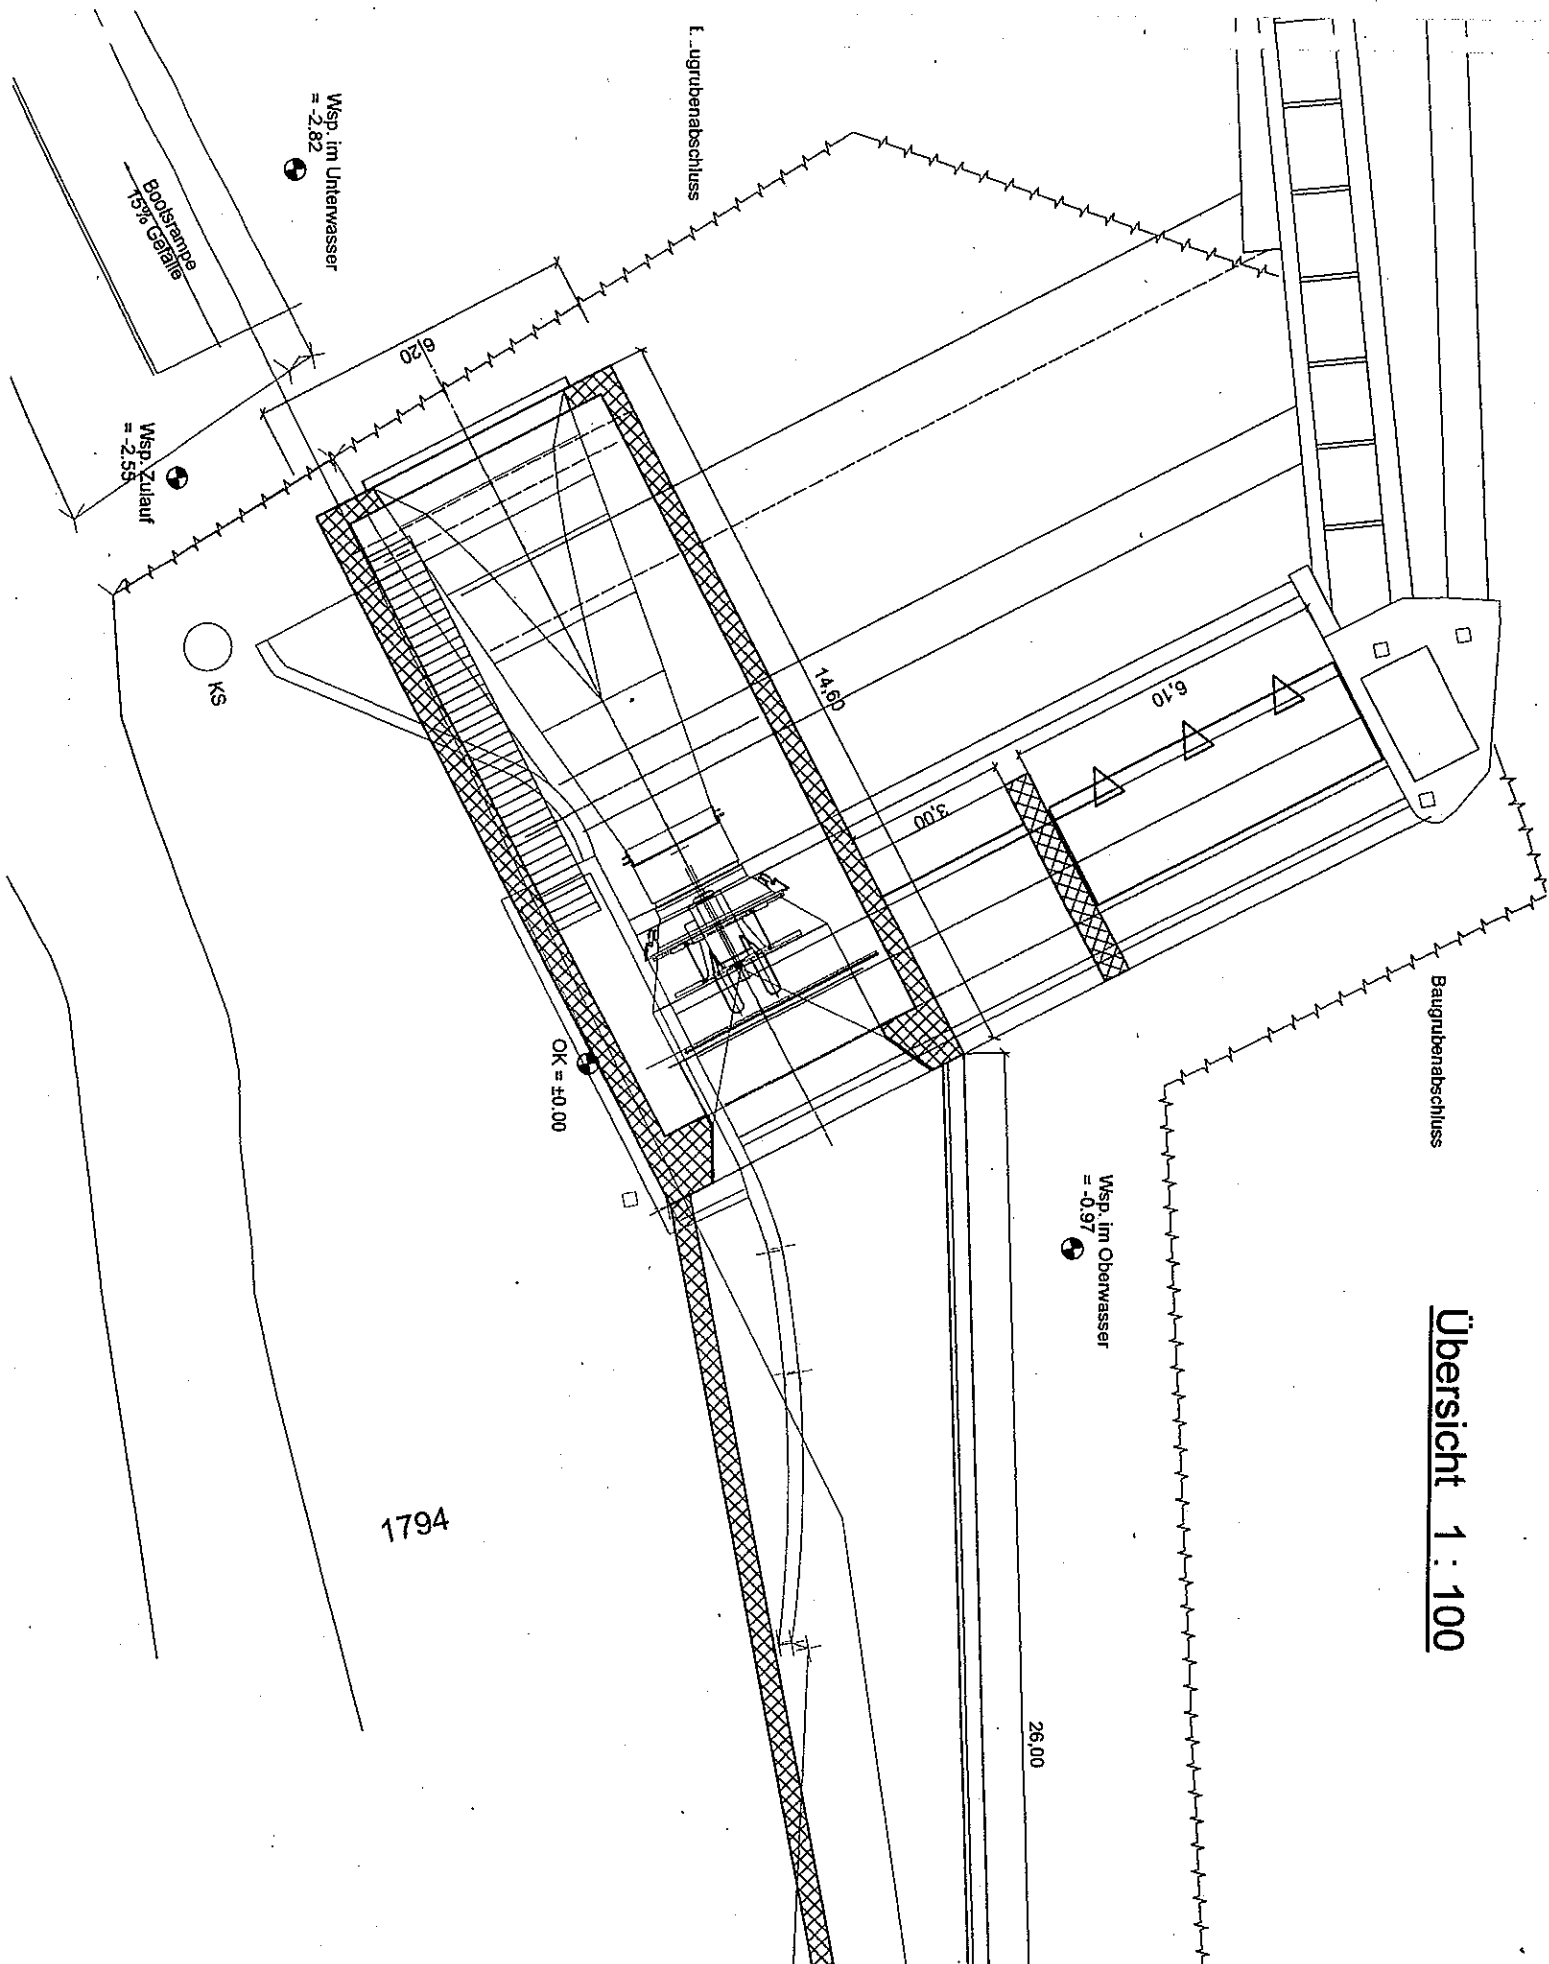 Übersicht 1 : 100
Baugrubenabschluss
ugrubenabschluss
Wsp. im Unterwasser
= -2.82
Bootsrampe
15% Gefälle
Wsp. Zulauf
= -2.55
6,20
KS
14,60
6,10
3,00
OK = ±0.00
Wsp. im Oberwasser
= -0.97
26,00
1794